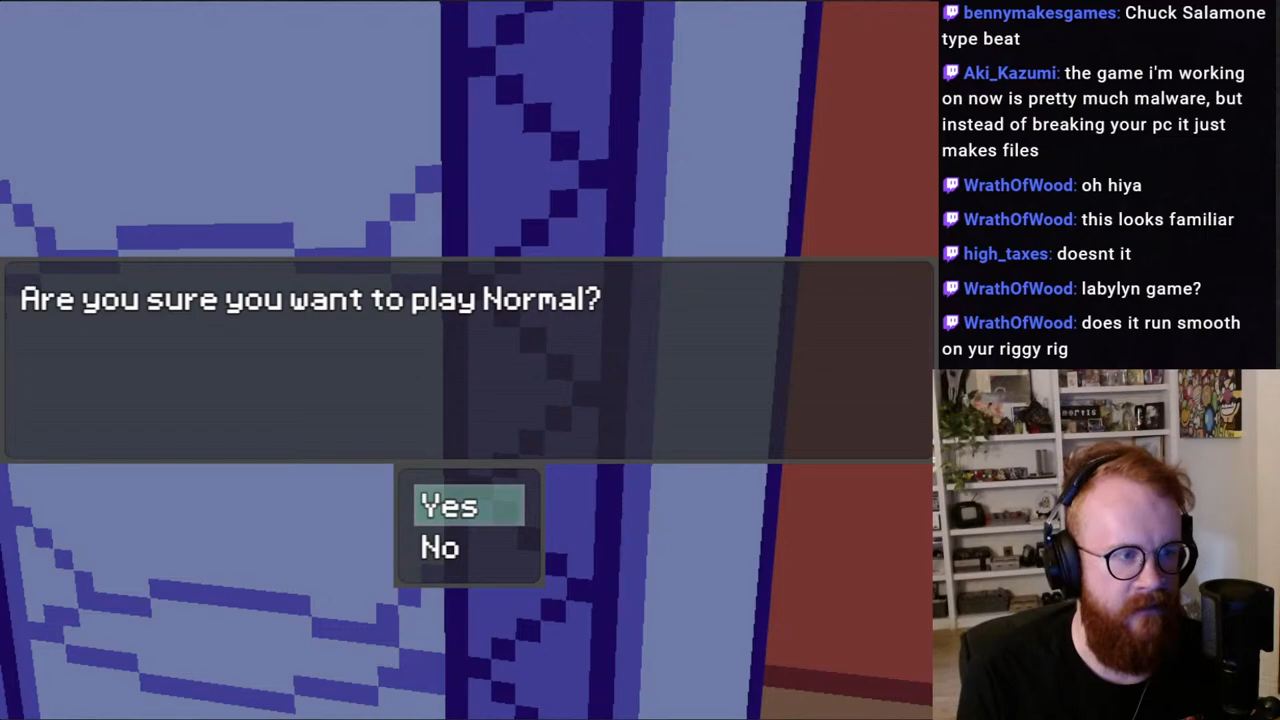 bennymakesgames: Chuck Salamone
type beat
Aki_Kazumi: the game i'm working
on now is pretty much malware, but
instead of breaking your pc it just
makes files
WrathOfWood: oh hiya
WrathOfWood: this looks familiar
high_taxes: doesnt it
WrathOfWood: labylyn game?
WrathOfWood: does it run smooth
on yur riggy rig
Are you sure you want to play Normal?
Yes
No
mortis